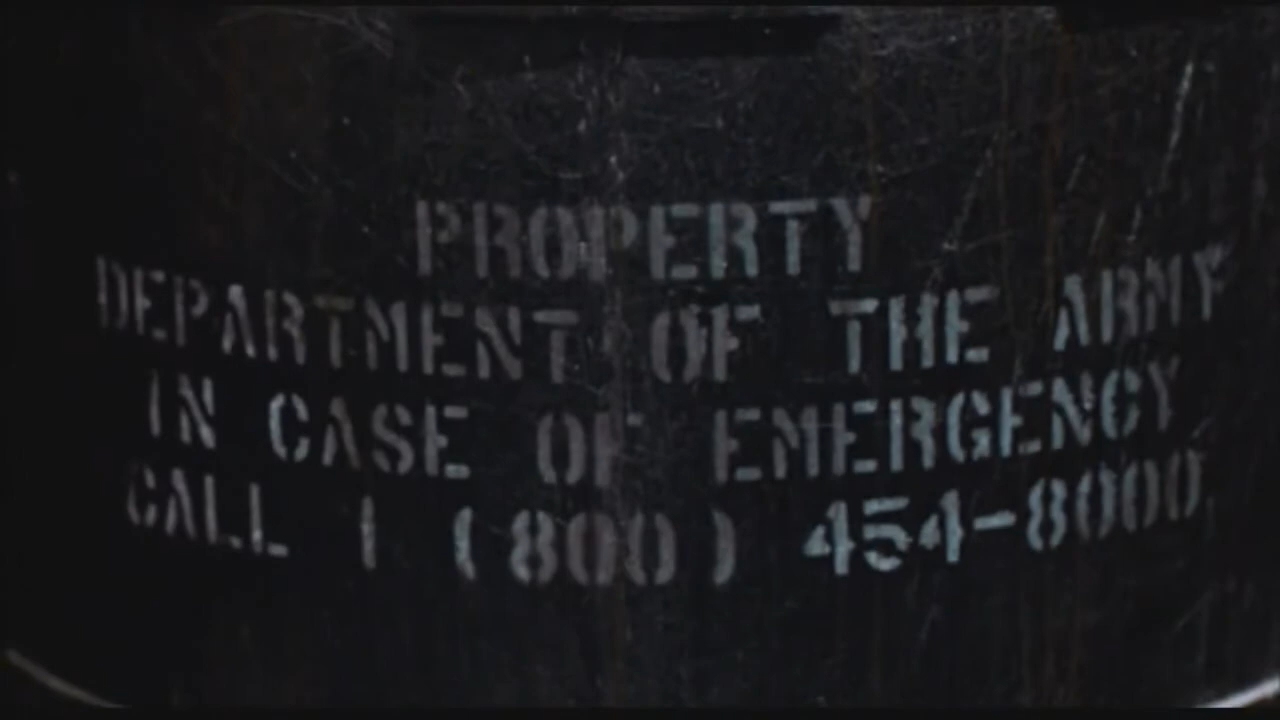 PROPERTY
DEPARTMENT OF THE ARMY
IN CASE OF EMERGENCY
CALL 1 (800) 454-8000